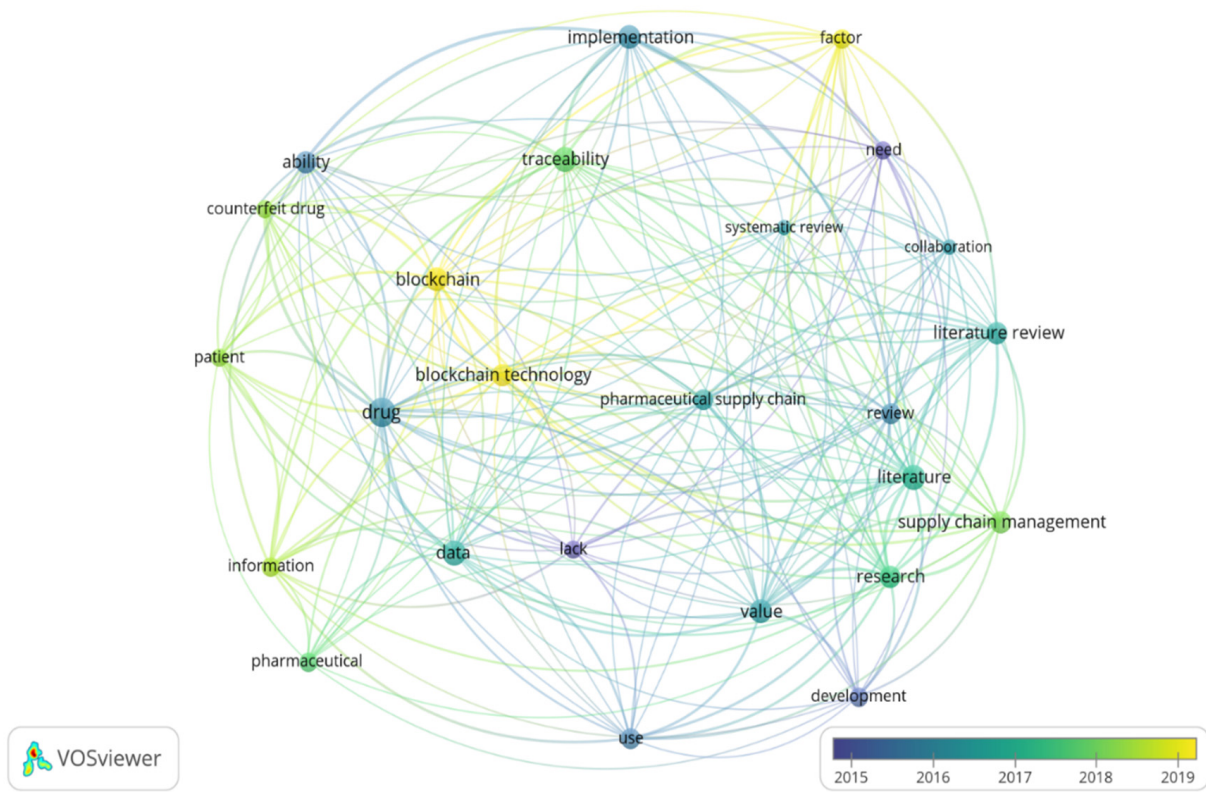 implementation
factor
need
ability
traceability
counterfeit drug
systematic review
collaboration
blockchain
literature review
patient
blockchain technology
pharmaceutical supply chain
drug
review
literature
supply chain management
data
lack
information
research
value
pharmaceutical
development
use
VOSviewer
2015
2016
2017
2018
2019